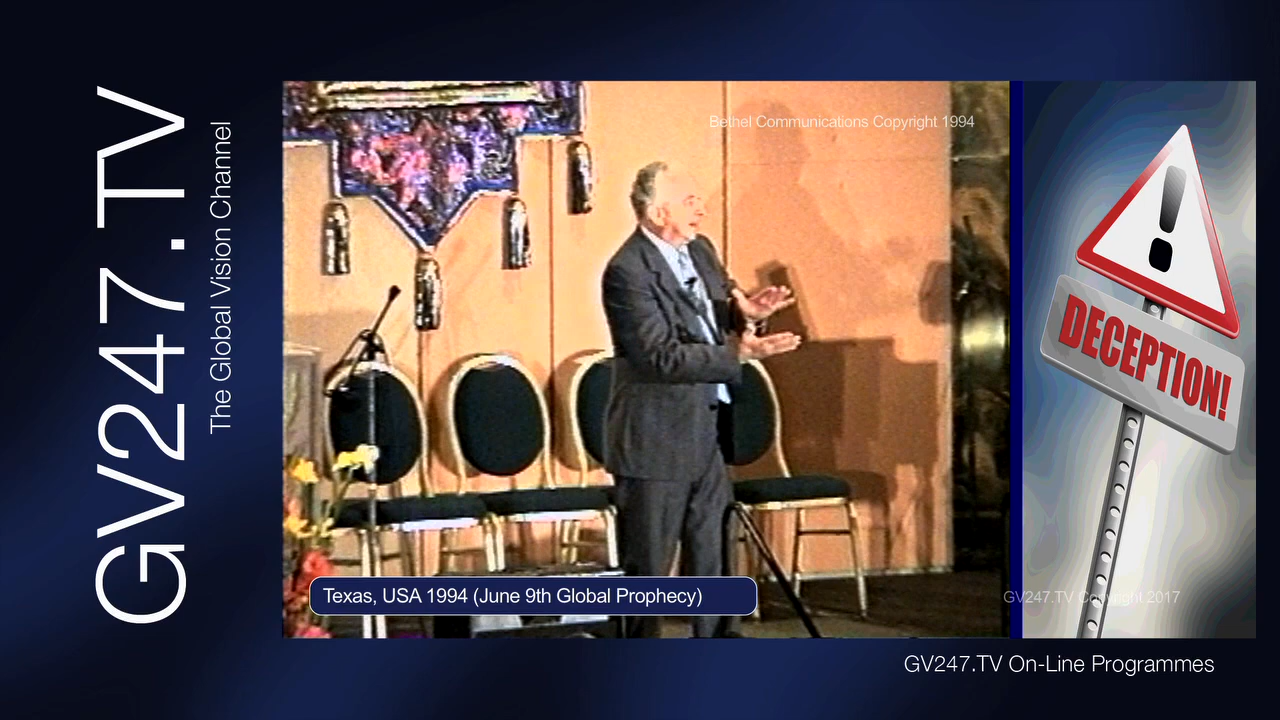 GV247.TV
The Global Vision Channel
Bethel Communications Copyright 1994
DECEPTION!
Texas, USA 1994 (June 9th Global Prophecy)
GV247.TV Copyright 2017
GV247.TV On-Line Programmes